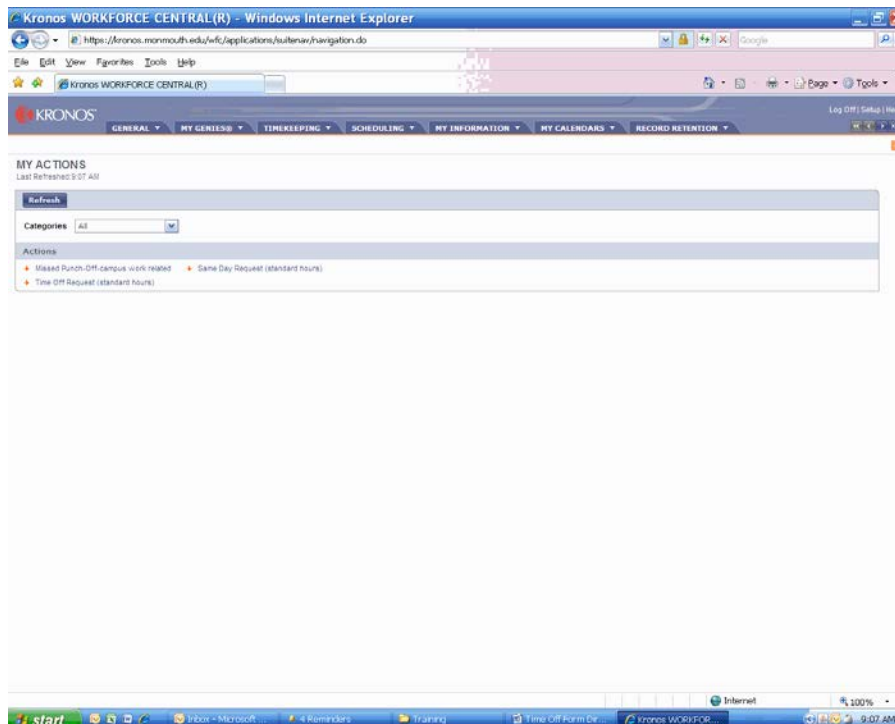 Kronos WORKFORCE CENTRAL(R) - Windows Internet Explorer
https://kronos.monmouth.edu/wfc/applications/suitenav/navigation.do
Google
File Edit View Favorites Tools Help
Kronos WORKFORCE CENTRAL(R)
Page Tools
KRONOS
Log Off | Setup |
GENERAL MY GENIES® TIMEKEEPING SCHEDULING MY INFORMATION MY CALENDARS RECORD RETENTION
MY ACTIONS
Last Refreshed: 9:07 AM
Refresh
Categories All
Actions
Missed Punch-Off-campus work related Same Day Request (standard hours)
Time Off Request (standard hours)
Internet 100%
start Inbox - Microsoft ... 4 Reminders Training Time Off Form Dir... Kronos WORKFOR... 9:07 AM